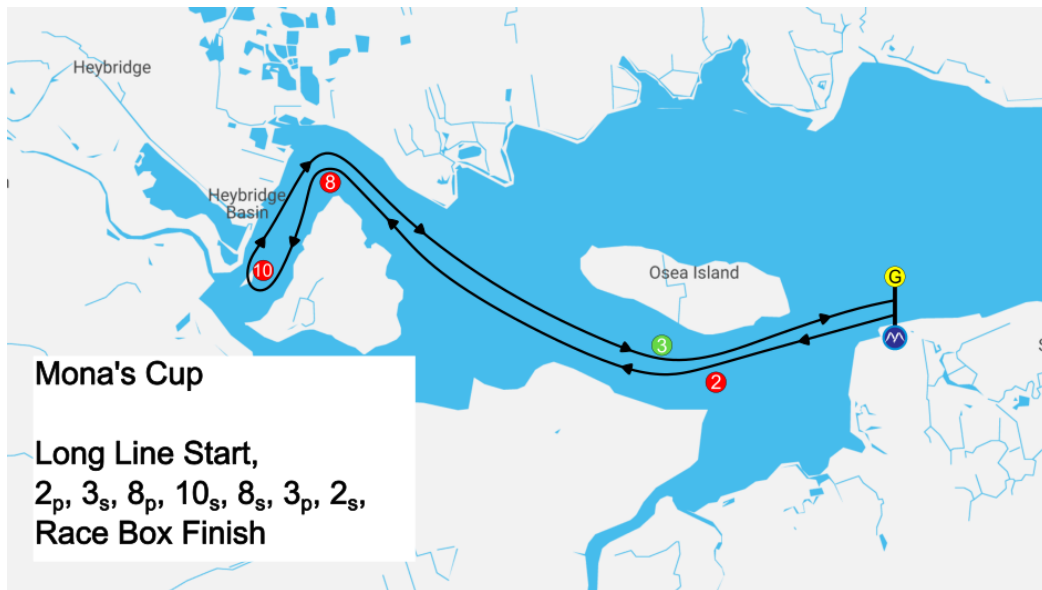 Heybridge
Heybridge
Basin
8
10
Osea Island
G
3
2
Mona's Cup
Long Line Start,
2p, 3s, 8p, 10s, 8s, 3p, 2s,
Race Box Finish